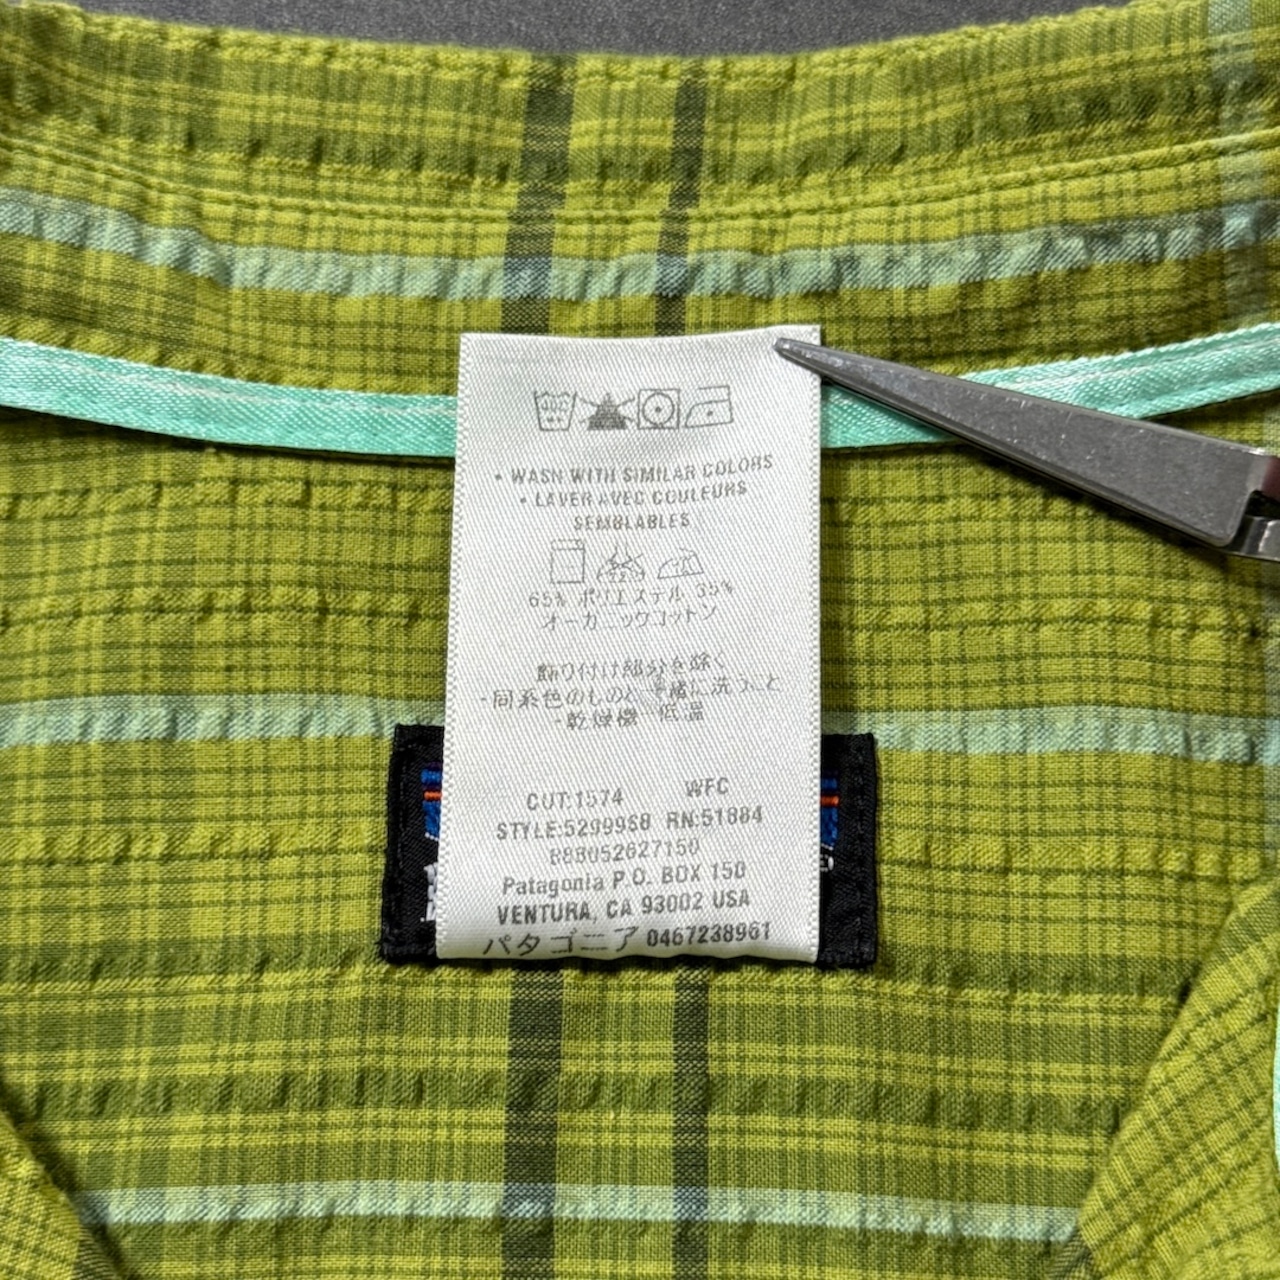 • WASH WITH SIMILAR COLORS
• LAVER AVEC COULEURS
SEMBLABLES
65% ポリエステル 35%
オーガニックコットン
飾り付け部分を除く
・同系色のものと一緒に洗うこと
・乾燥機 低温
CUT:1574 WFC
STYLE:52999S8 RN:51884
888052627150
Patagonia P.O. BOX 150
VENTURA, CA 93002 USA
パタゴニア 0467238961